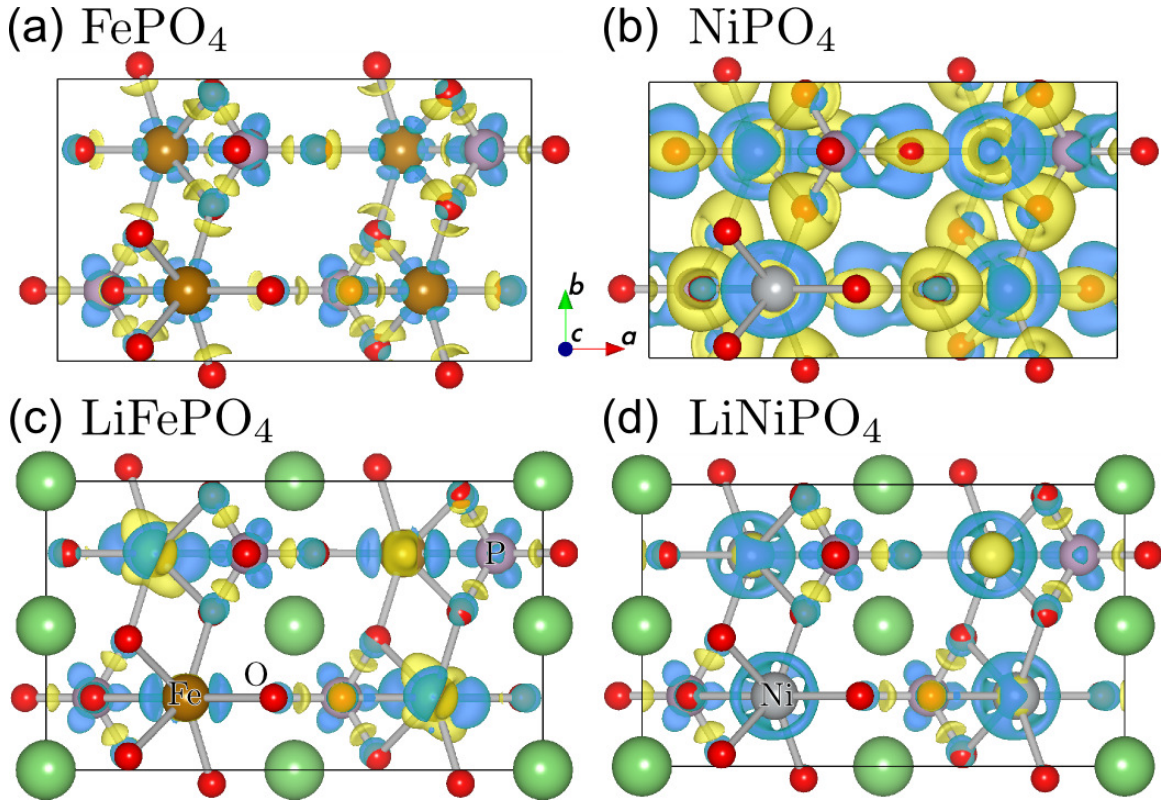 (a) FePO₄
(b) NiPO₄
b
c
a
(c) LiFePO₄
(d) LiNiPO₄
P
O
Fe
Ni